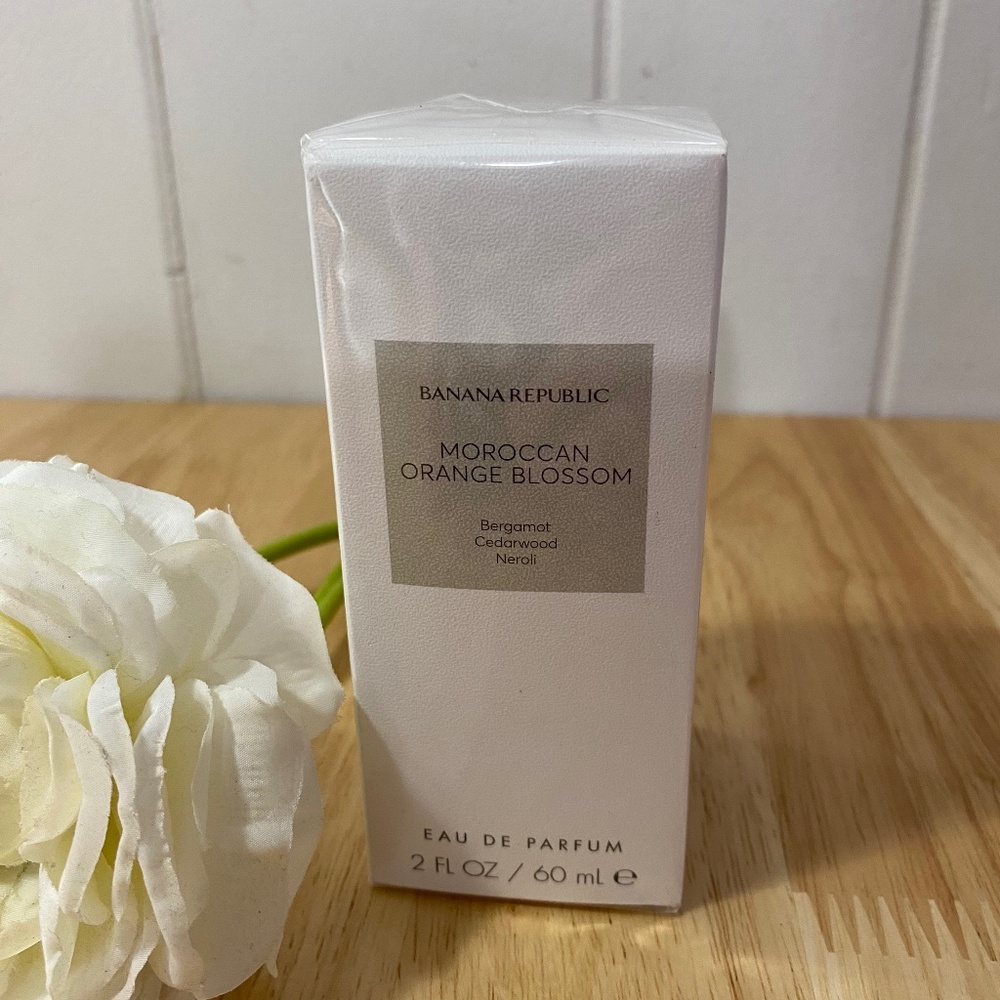 BANANA REPUBLIC
MOROCCAN
ORANGE BLOSSOM
Bergamot
Cedarwood
Neroli
EAU DE PARFUM
2 FL OZ / 60 mL ℮